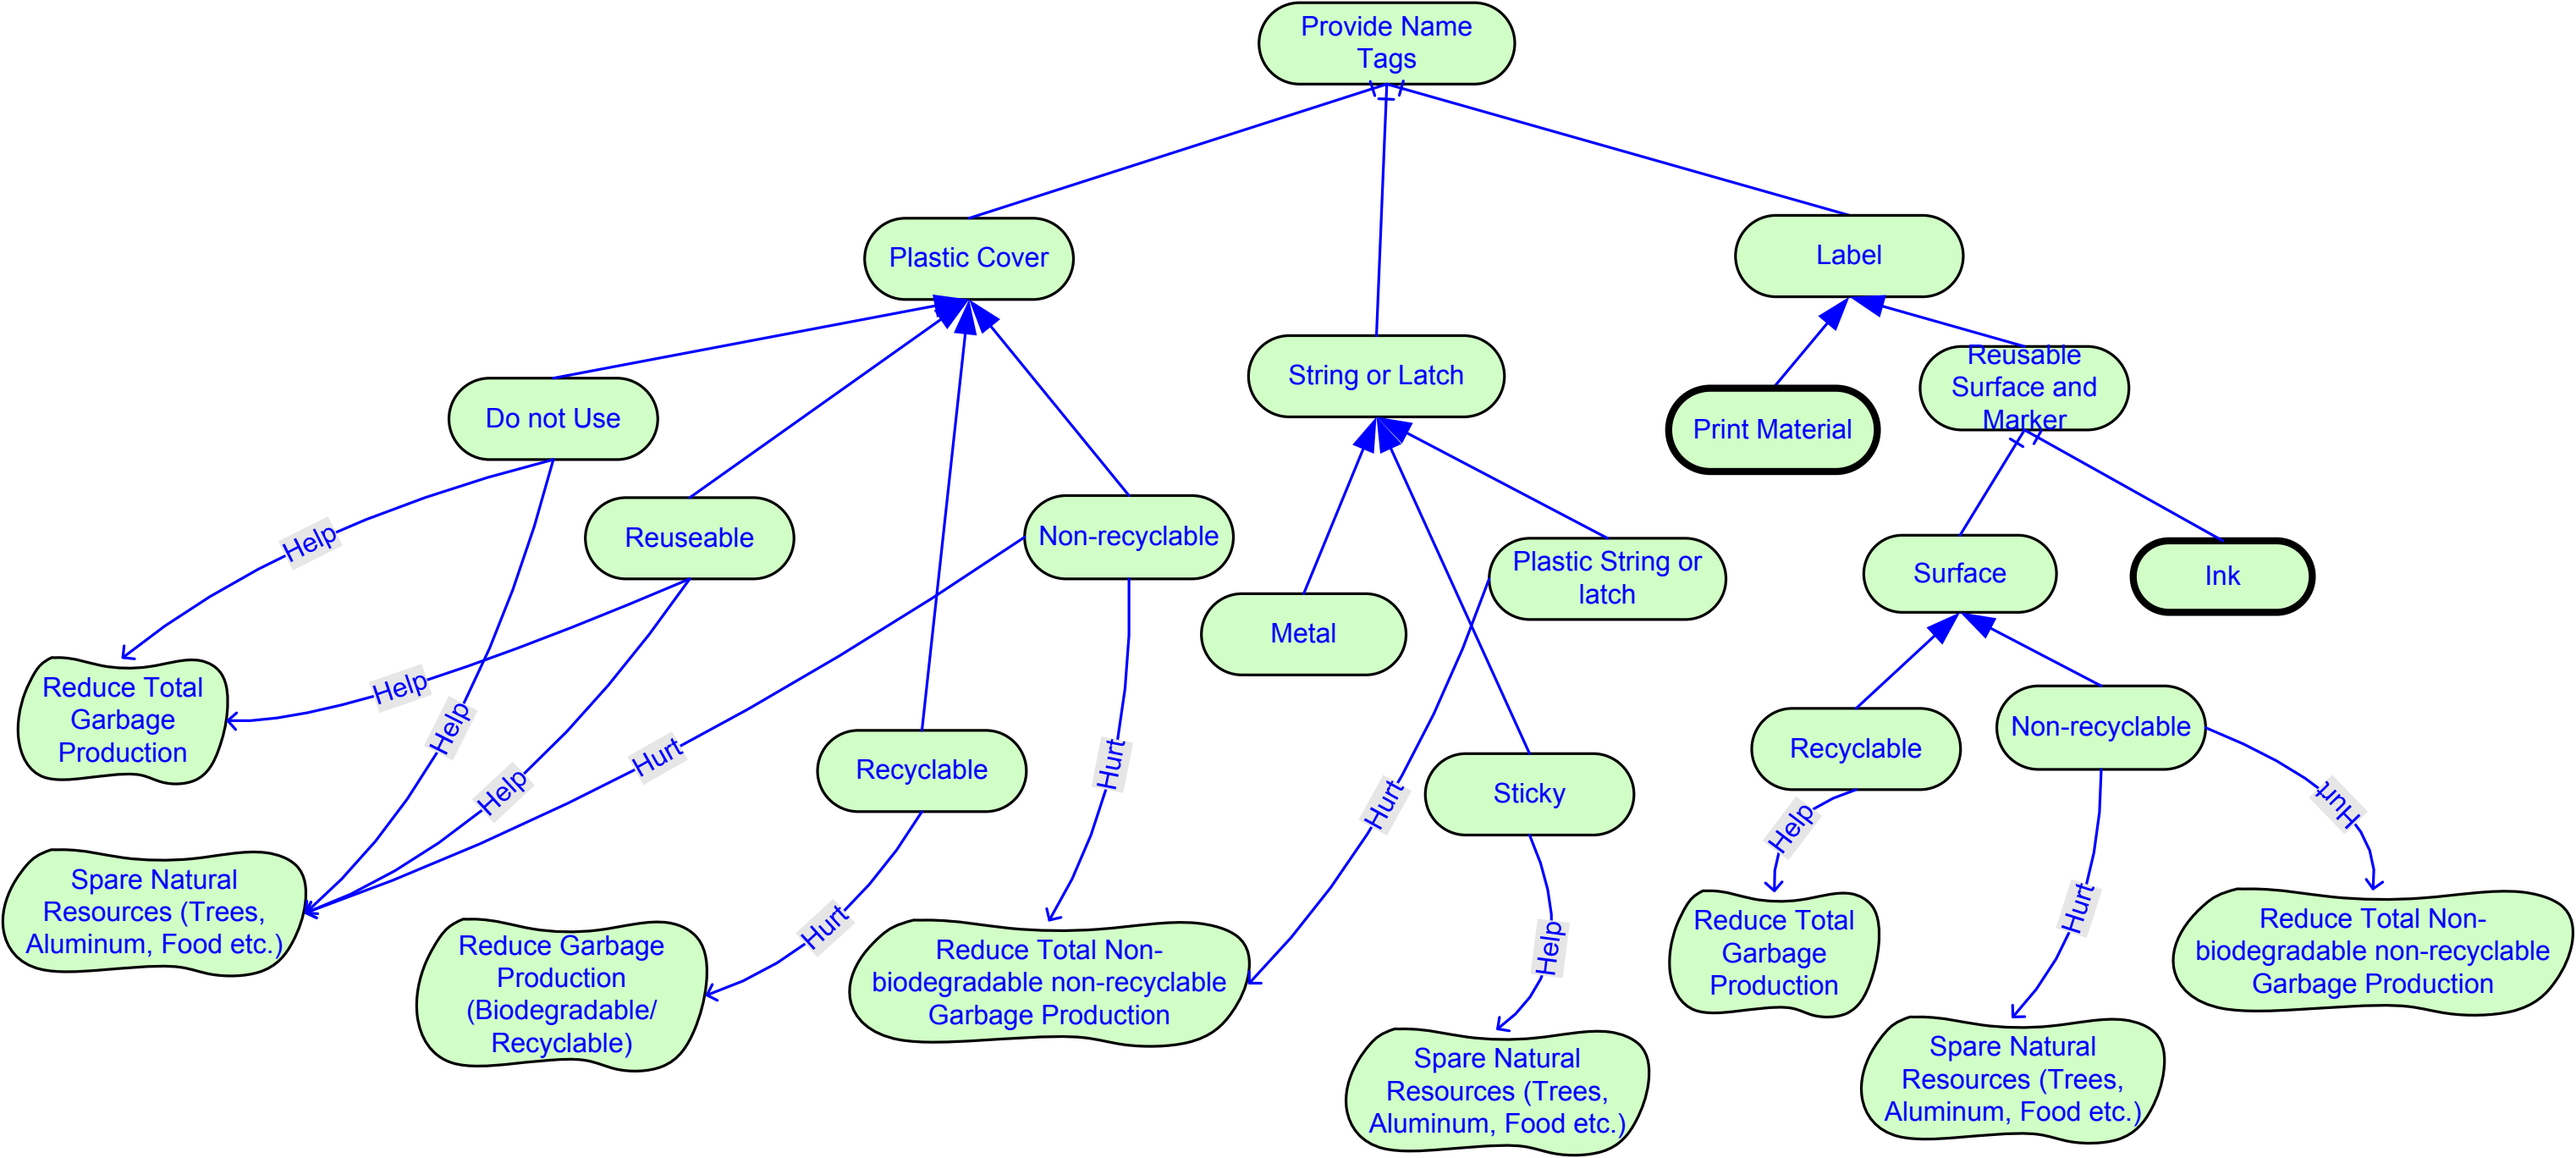 Provide Name
Tags
Plastic Cover
Label
String or Latch
Do not Use
Reusable
Surface and
Marker
Print Material
Reuseable
Non-recyclable
Plastic String or
latch
Metal
Surface
Ink
Help
Help
Help
Help
Hurt
Hurt
Hurt
Recyclable
Sticky
Recyclable
Non-recyclable
Reduce Total
Garbage
Production
Help
Hurt
Hurt
Hurt
Help
Spare Natural
Resources (Trees,
Aluminum, Food etc.)
Reduce Garbage
Production
(Biodegradable/
Recyclable)
Reduce Total Non-
biodegradable non-recyclable
Garbage Production
Spare Natural
Resources (Trees,
Aluminum, Food etc.)
Reduce Total
Garbage
Production
Spare Natural
Resources (Trees,
Aluminum, Food etc.)
Reduce Total Non-
biodegradable non-recyclable
Garbage Production